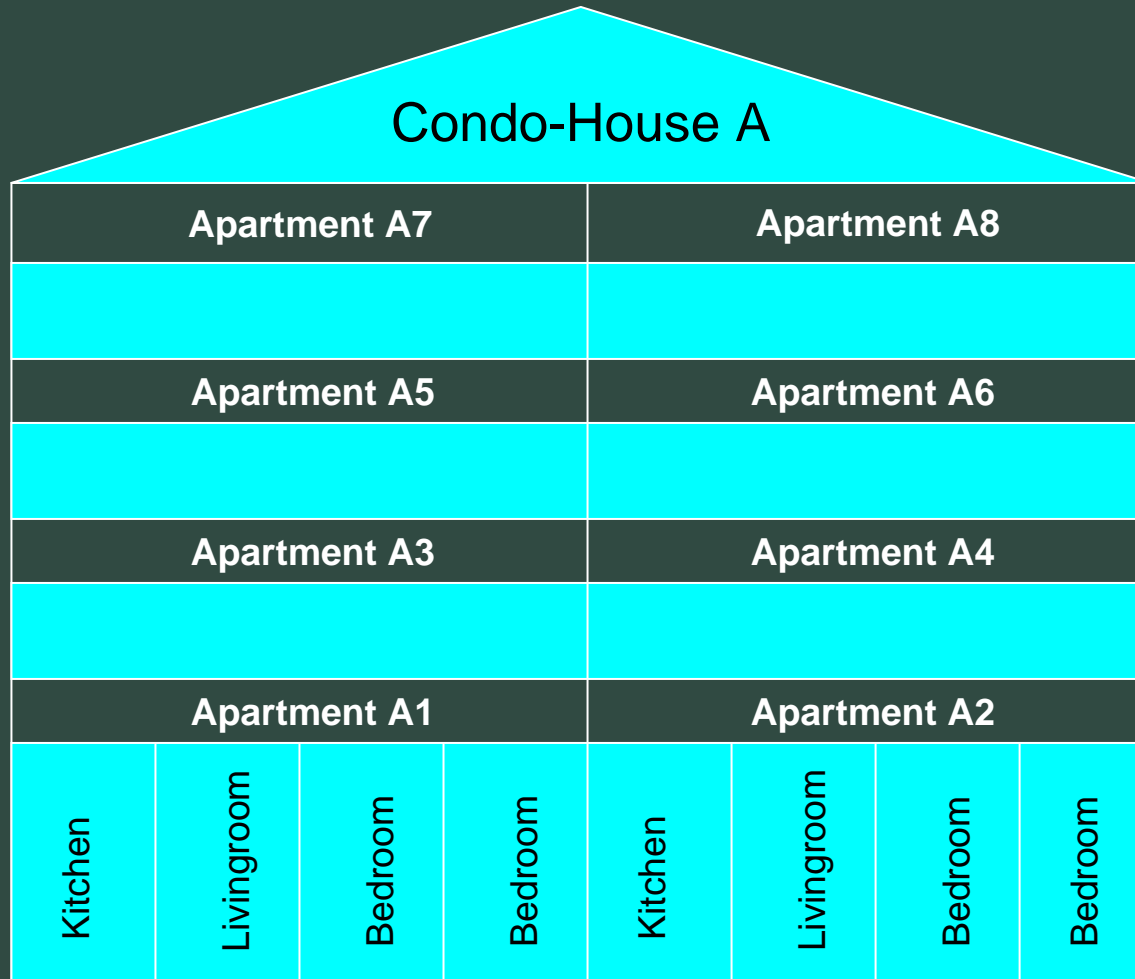 Condo-House A
Apartment A7
Apartment A8
Apartment A5
Apartment A6
Apartment A3
Apartment A4
Apartment A1
Apartment A2
Kitchen
Livingroom
Bedroom
Bedroom
Kitchen
Livingroom
Bedroom
Bedroom